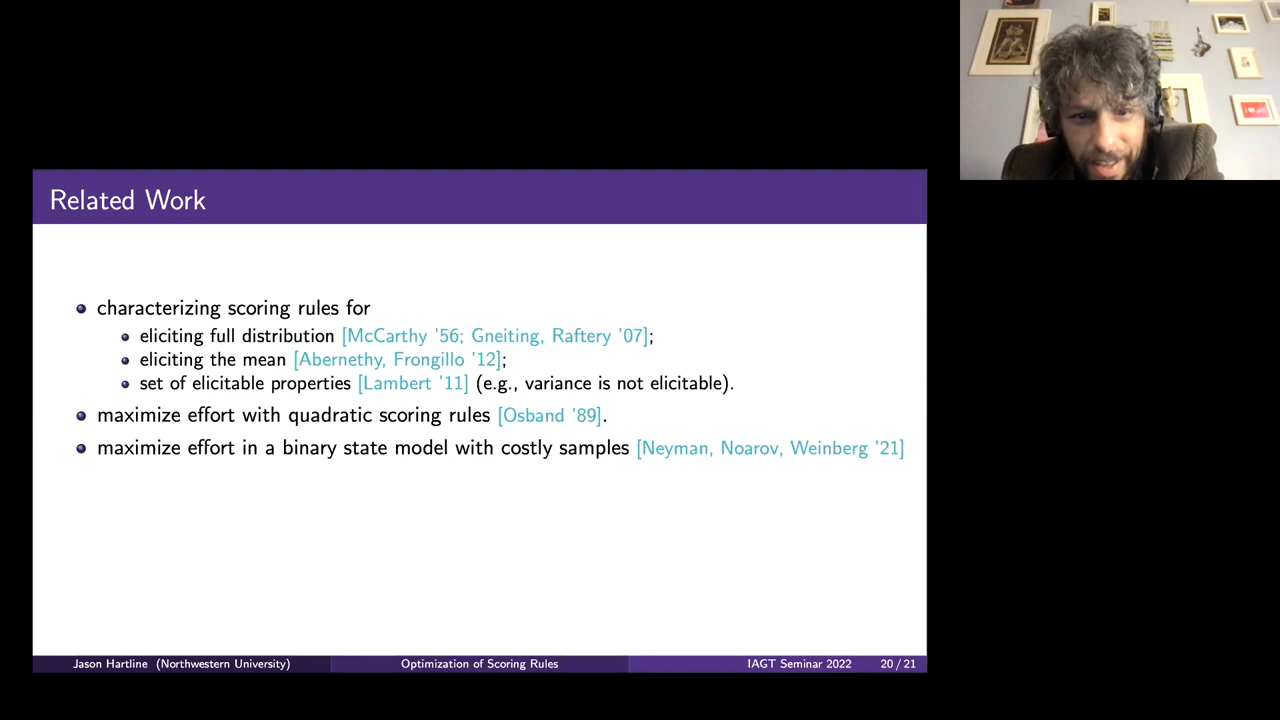 Related Work
characterizing scoring rules for
eliciting full distribution [McCarthy '56; Gneiting, Raftery '07];
eliciting the mean [Abernethy, Frongillo '12];
set of elicitable properties [Lambert '11] (e.g., variance is not elicitable).
maximize effort with quadratic scoring rules [Osband '89].
maximize effort in a binary state model with costly samples [Neyman, Noarov, Weinberg '21]
Jason Hartline (Northwestern University) Optimization of Scoring Rules IAGT Seminar 2022 20 / 21